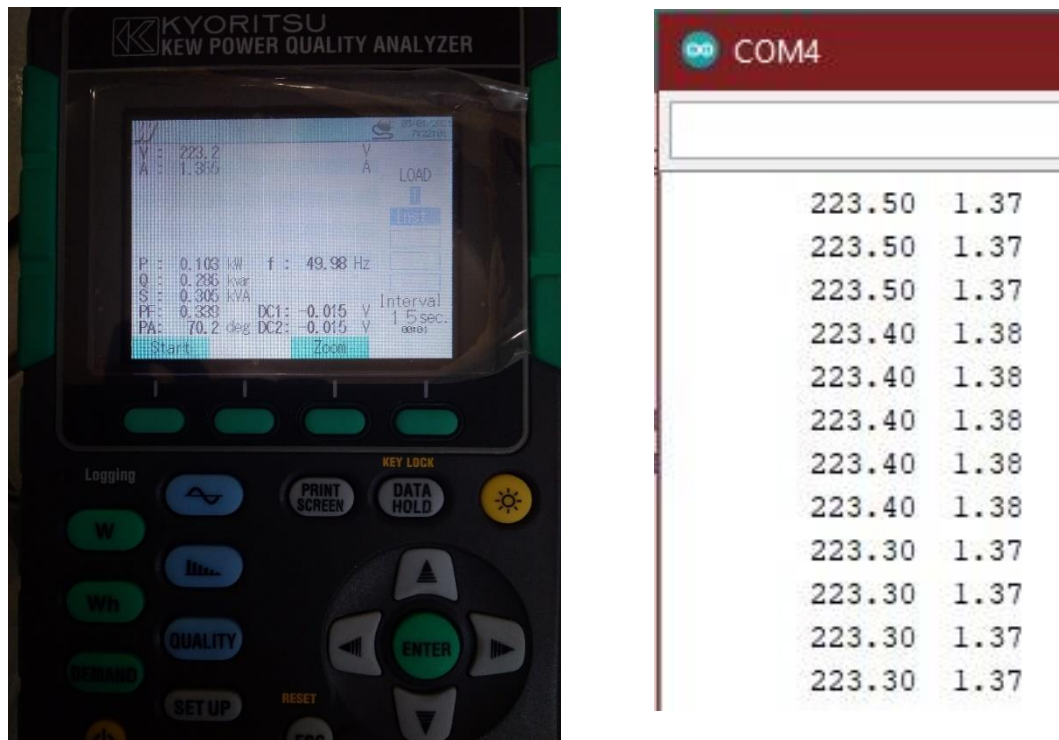 KYORITSU
KEW POWER QUALITY ANALYZER
V : 223.2 V
A : A
LOAD
P : 0.103 kW f : 49.98 Hz
Q : 0.286 kvar
S : 0.305 kVA
PF: DC1: -0.015 V
PA: 70.2 deg DC2: -0.015 V
Interval
1 5 sec.
00:01
Start Zoom
KEY LOCK
Logging
PRINT SCREEN
DATA HOLD
W
Wh
QUALITY
ENTER
DEMAND
SET UP
RESET
ESC
COM4
223.50 1.37
223.50 1.37
223.50 1.37
223.40 1.38
223.40 1.38
223.40 1.38
223.40 1.38
223.40 1.38
223.30 1.37
223.30 1.37
223.30 1.37
223.30 1.37